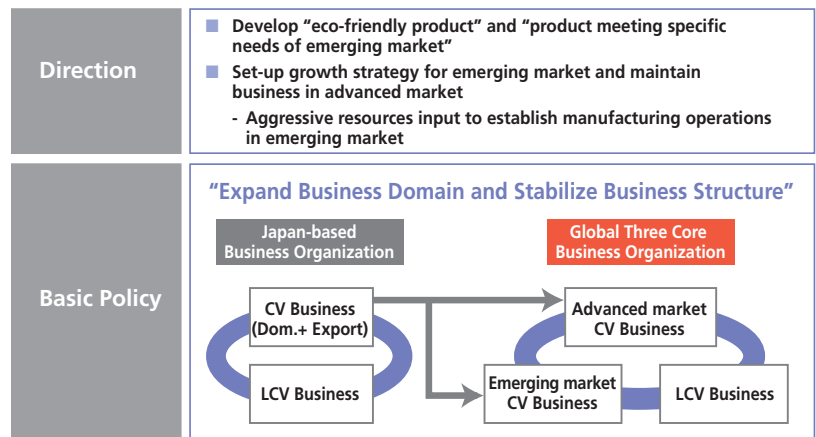 Direction
■ Develop “eco-friendly product” and “product meeting specific
needs of emerging market”
■ Set-up growth strategy for emerging market and maintain
business in advanced market
- Aggressive resources input to establish manufacturing operations
in emerging market
Basic Policy
“Expand Business Domain and Stabilize Business Structure”
Japan-based
Business Organization
Global Three Core
Business Organization
CV Business
(Dom.+ Export)
LCV Business
Advanced market
CV Business
Emerging market
CV Business
LCV Business